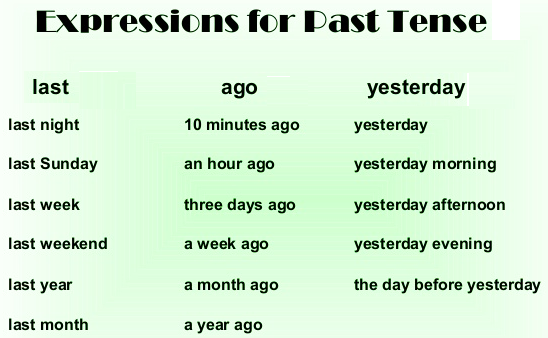 Expressions for Past Tense
last ago yesterday
last night 10 minutes ago yesterday
last Sunday an hour ago yesterday morning
last week three days ago yesterday afternoon
last weekend a week ago yesterday evening
last year a month ago the day before yesterday
last month a year ago